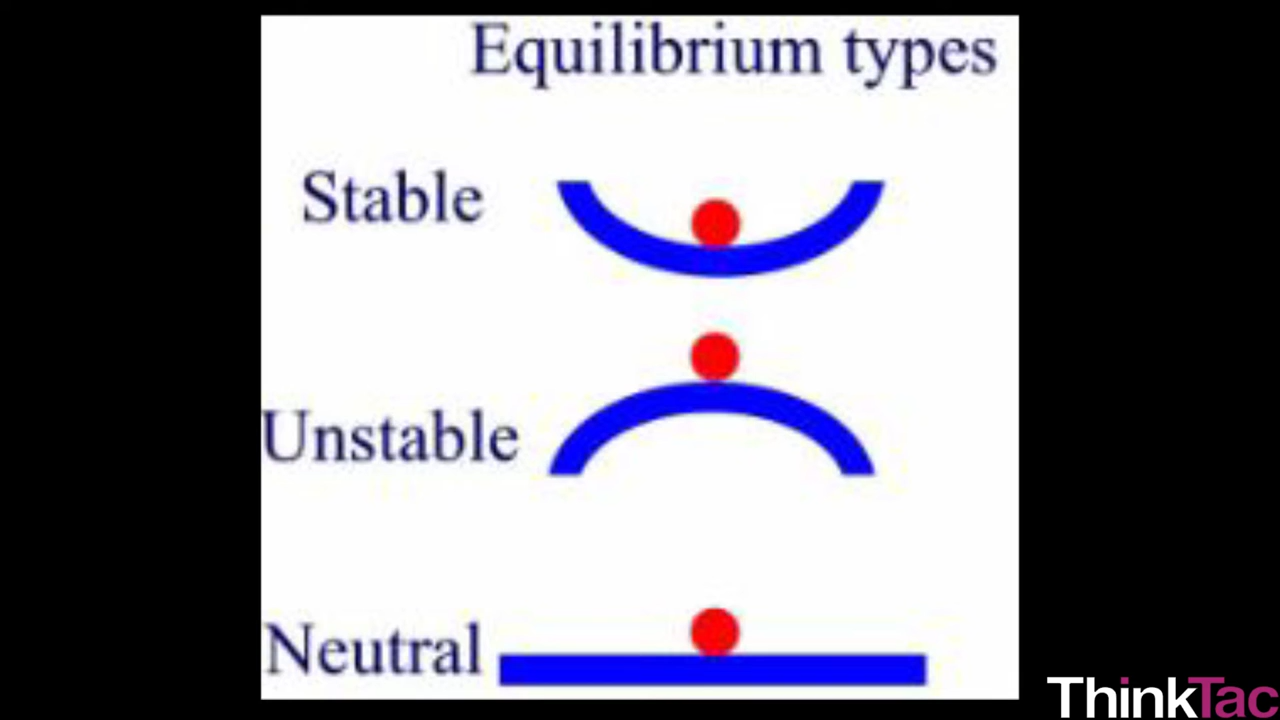 Equilibrium types
Stable
Unstable
Neutral
ThinkTac